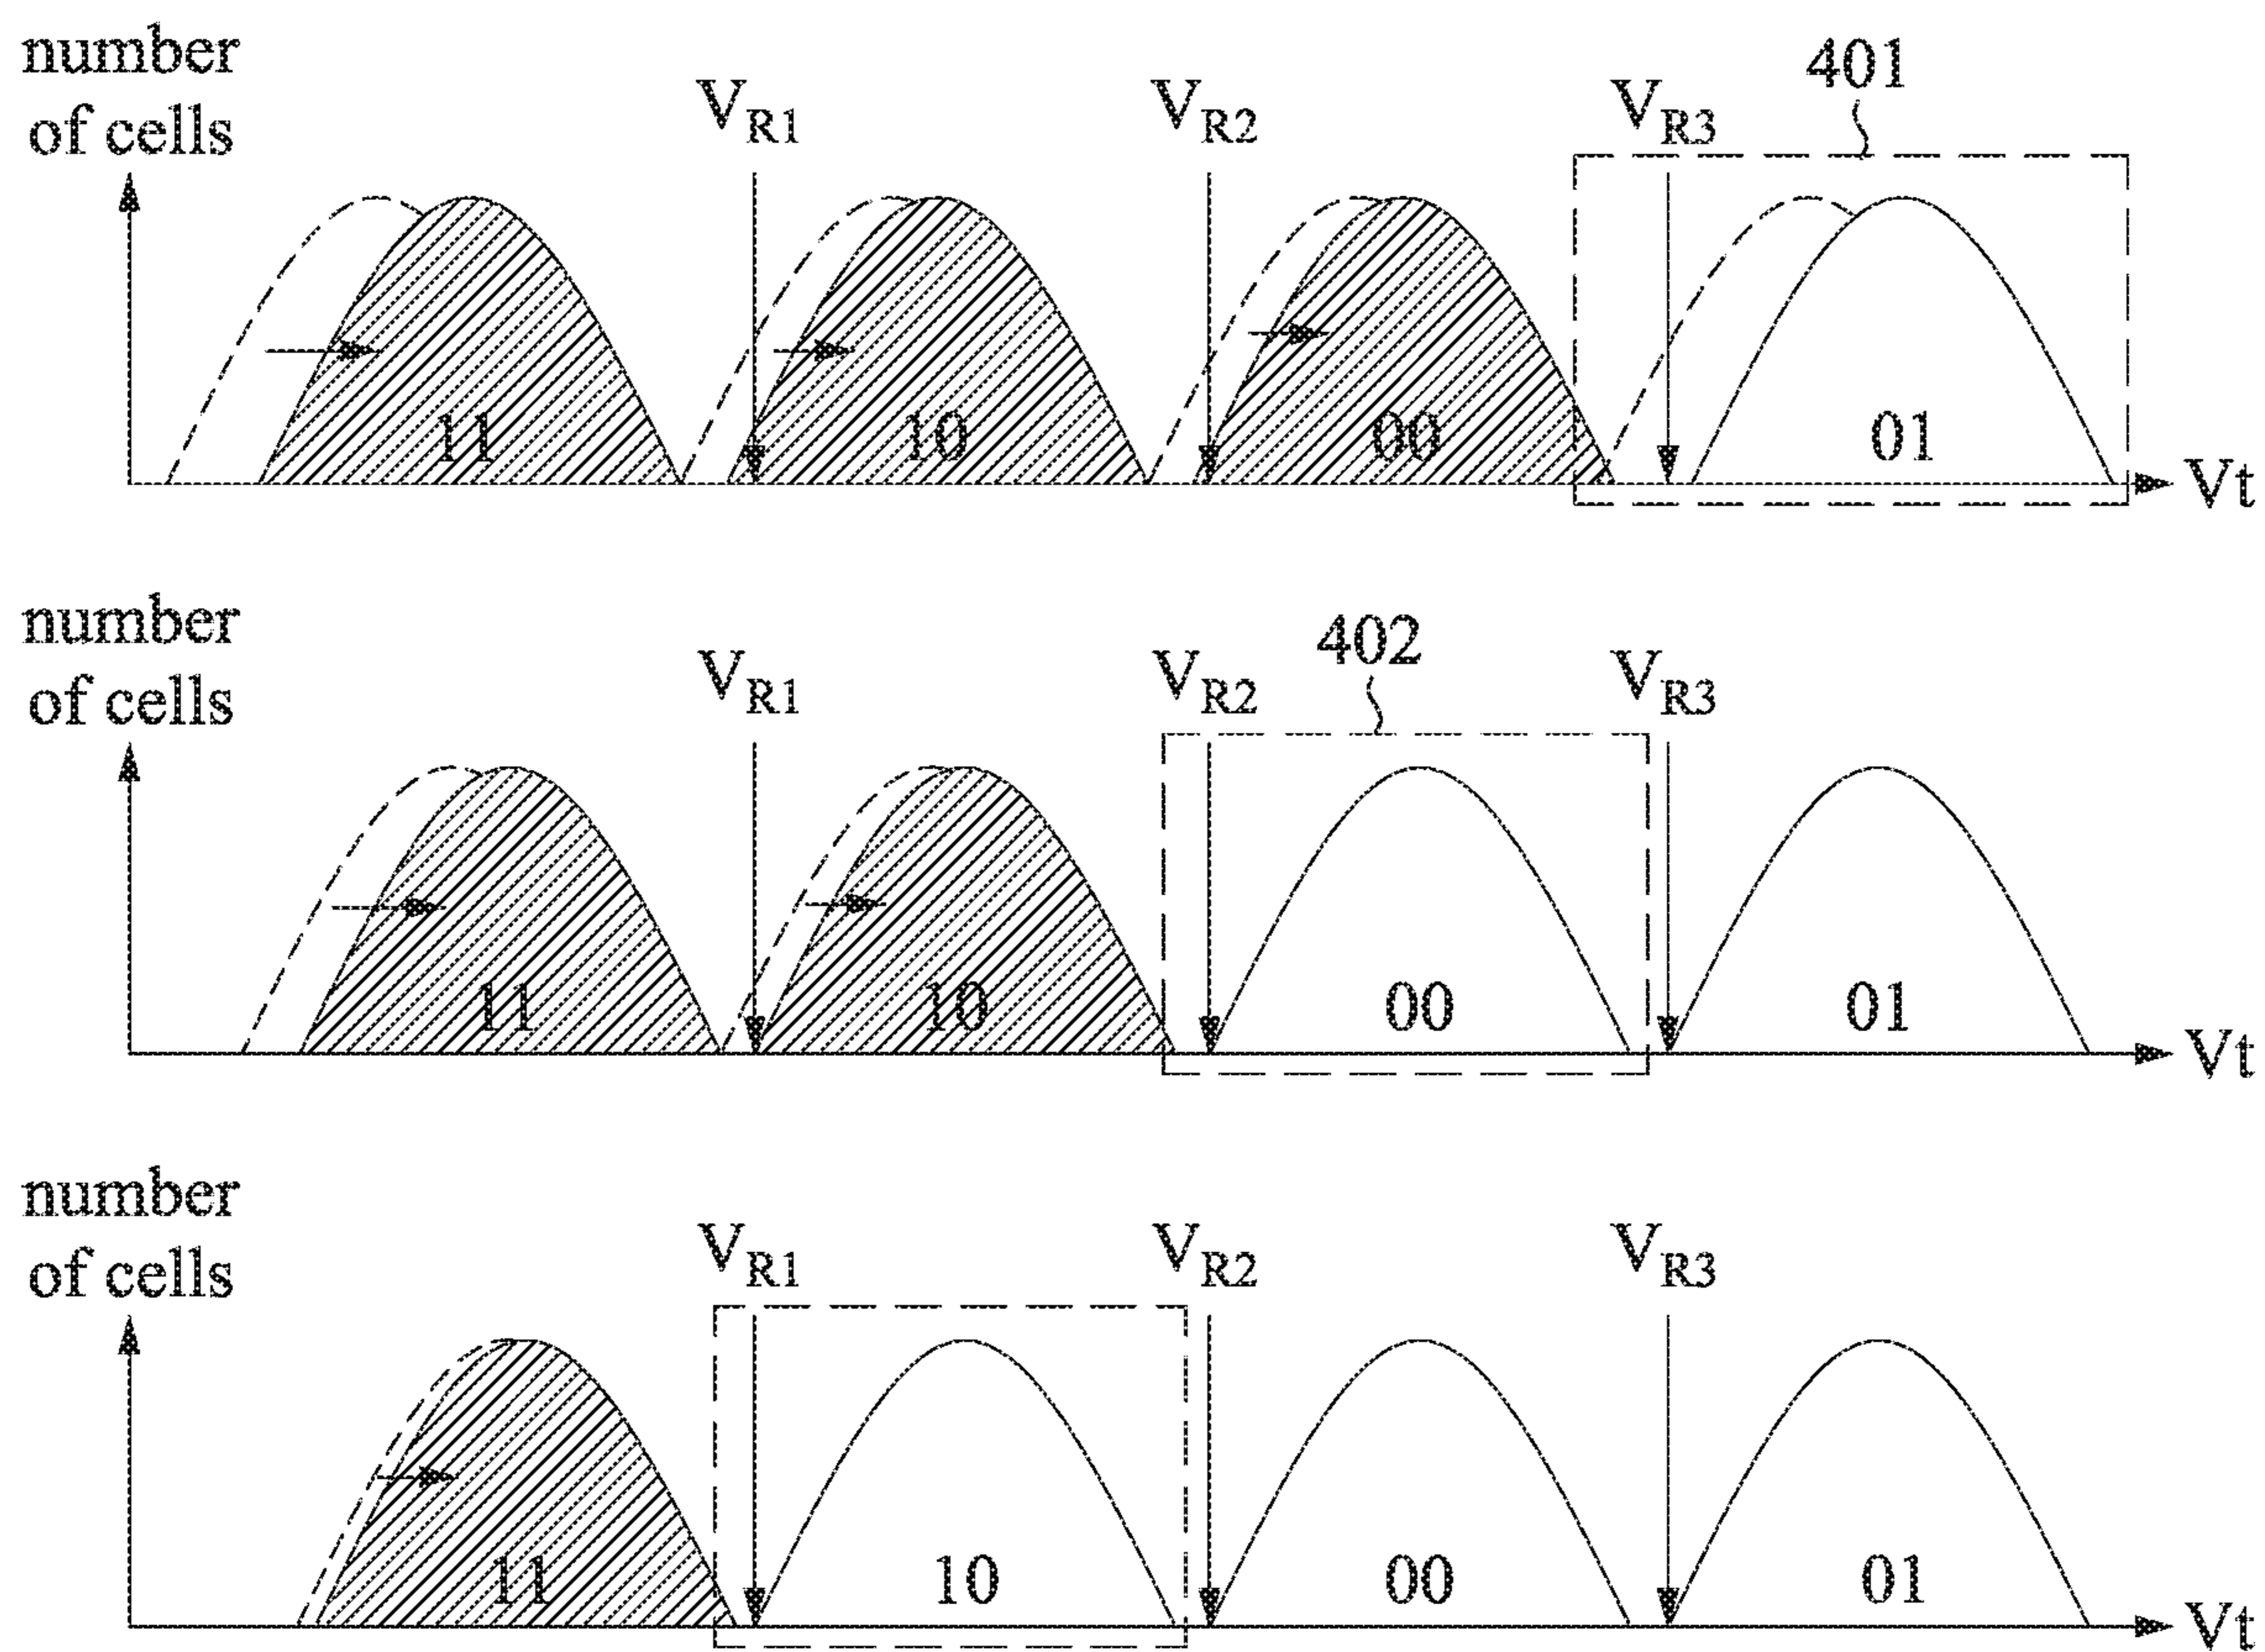 number
of cells
V_R1
V_R2
V_R3
401
11
10
00
01
Vt
number
of cells
V_R1
V_R2
402
V_R3
11
10
00
01
Vt
number
of cells
V_R1
V_R2
V_R3
11
10
00
01
Vt